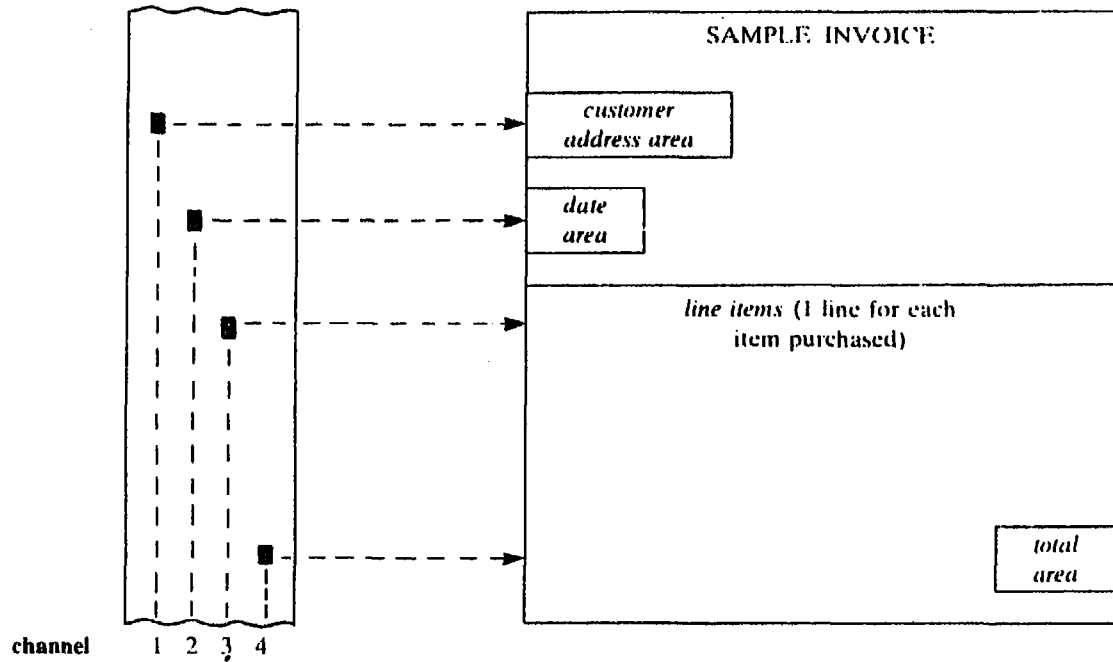 SAMPLE INVOICE
customer
address area
date
area
line items (1 line for each
item purchased)
total
area
channel 1 2 3 4